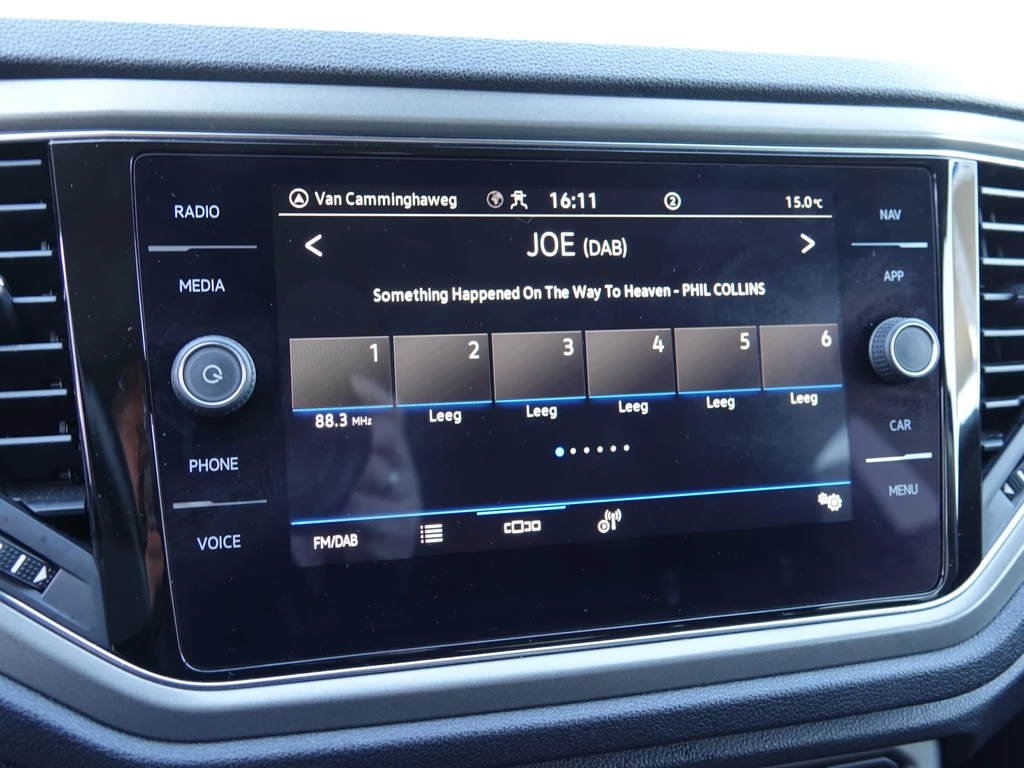 RADIO
MEDIA
PHONE
VOICE
Van Camminghaweg 16:11 2 15.0°C
JOE (DAB)
Something Happened On The Way To Heaven - PHIL COLLINS
1 2 3 4 5 6
88.3 MHz Leeg Leeg Leeg Leeg Leeg
FM/DAB
NAV
APP
CAR
MENU